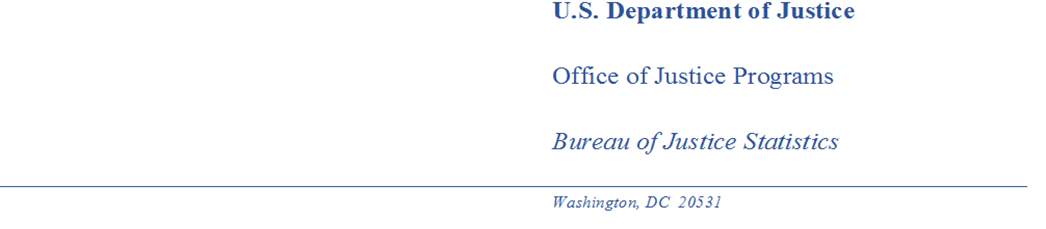 U.S. Department of Justice
Office of Justice Programs
Bureau of Justice Statistics
Washington, DC 20531